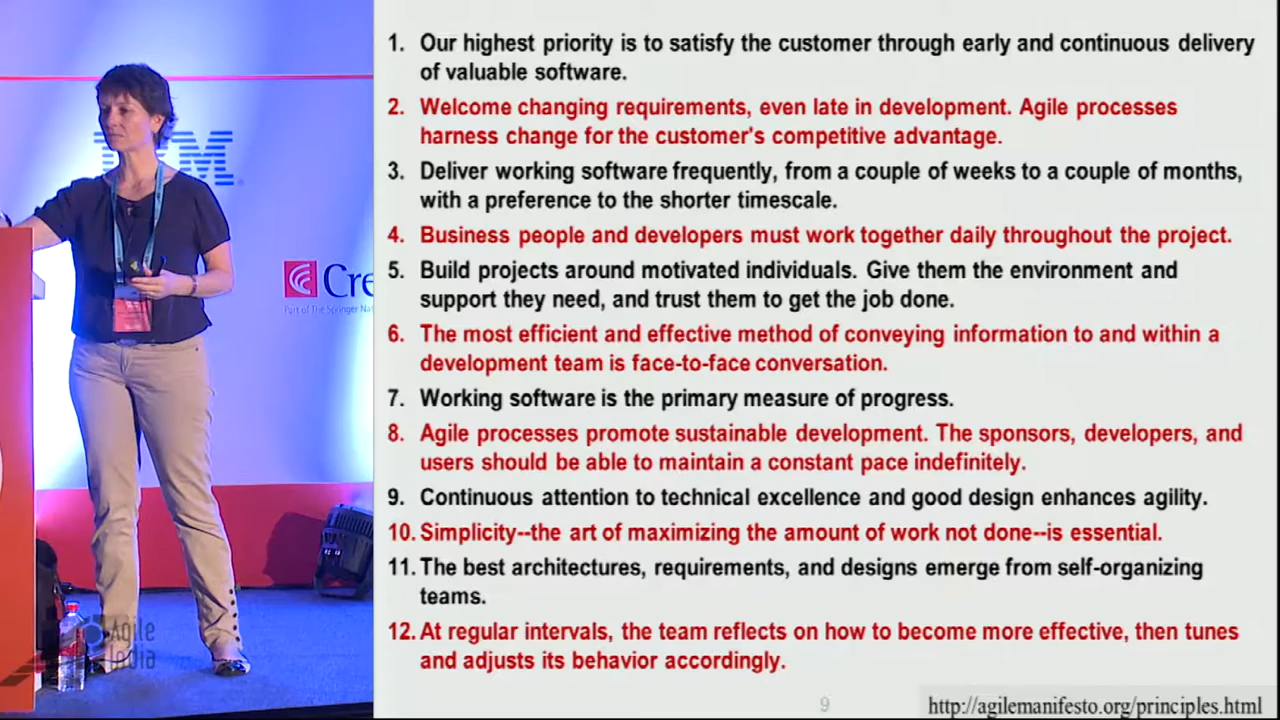 IBM
Cre
Part of The Springer Nat
Agile
India
1. Our highest priority is to satisfy the customer through early and continuous delivery
of valuable software.
2. Welcome changing requirements, even late in development. Agile processes
harness change for the customer's competitive advantage.
3. Deliver working software frequently, from a couple of weeks to a couple of months,
with a preference to the shorter timescale.
4. Business people and developers must work together daily throughout the project.
5. Build projects around motivated individuals. Give them the environment and
support they need, and trust them to get the job done.
6. The most efficient and effective method of conveying information to and within a
development team is face-to-face conversation.
7. Working software is the primary measure of progress.
8. Agile processes promote sustainable development. The sponsors, developers, and
users should be able to maintain a constant pace indefinitely.
9. Continuous attention to technical excellence and good design enhances agility.
10. Simplicity--the art of maximizing the amount of work not done--is essential.
11. The best architectures, requirements, and designs emerge from self-organizing
teams.
12. At regular intervals, the team reflects on how to become more effective, then tunes
and adjusts its behavior accordingly.
9
http://agilemanifesto.org/principles.html